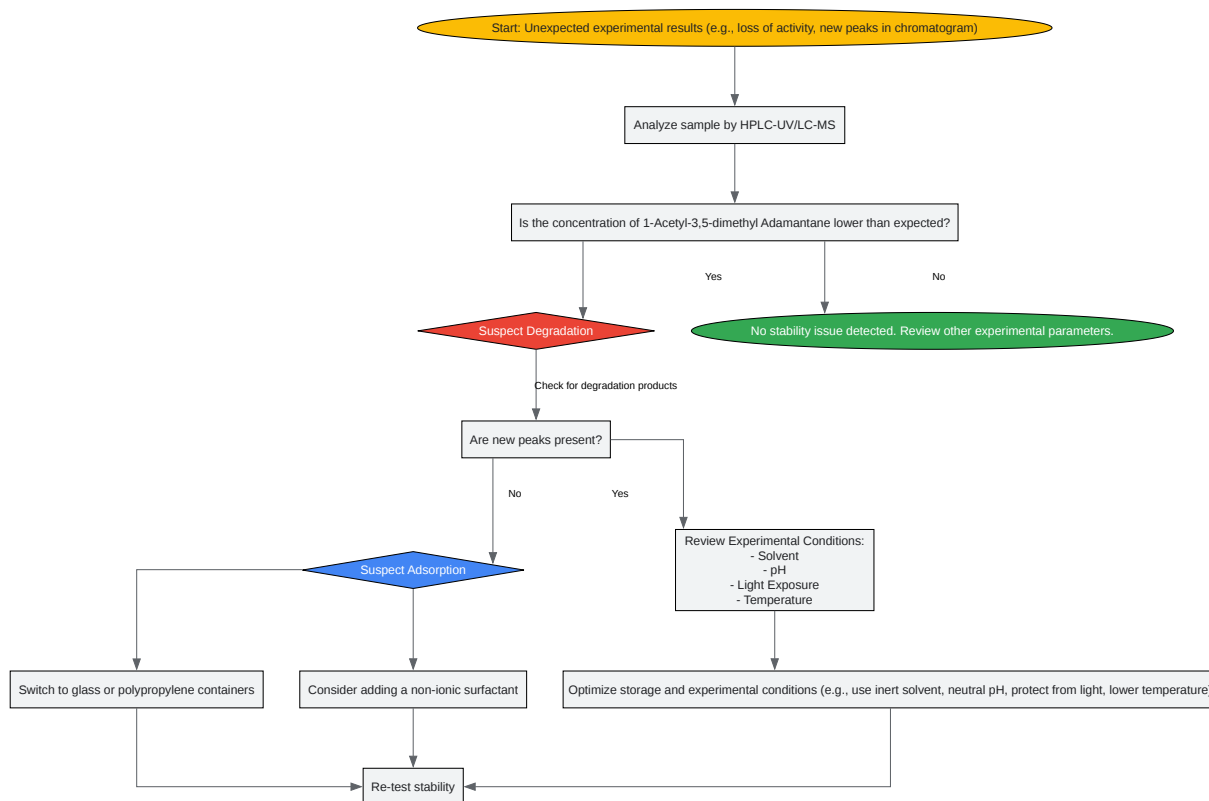 Start: Unexpected experimental results (e.g., loss of activity, new peaks in chromatogram)
Analyze sample by HPLC-UV/LC-MS
Is the concentration of 1-Acetyl-3,5-dimethyl Adamantane lower than expected?
Yes
No
Suspect Degradation
No stability issue detected. Review other experimental parameters.
Check for degradation products
Are new peaks present?
No
Yes
Review Experimental Conditions:
- Solvent
- pH
- Light Exposure
- Temperature
Suspect Adsorption
Switch to glass or polypropylene containers
Consider adding a non-ionic surfactant
Optimize storage and experimental conditions (e.g., use inert solvent, neutral pH, protect from light, lower temperature)
Re-test stability